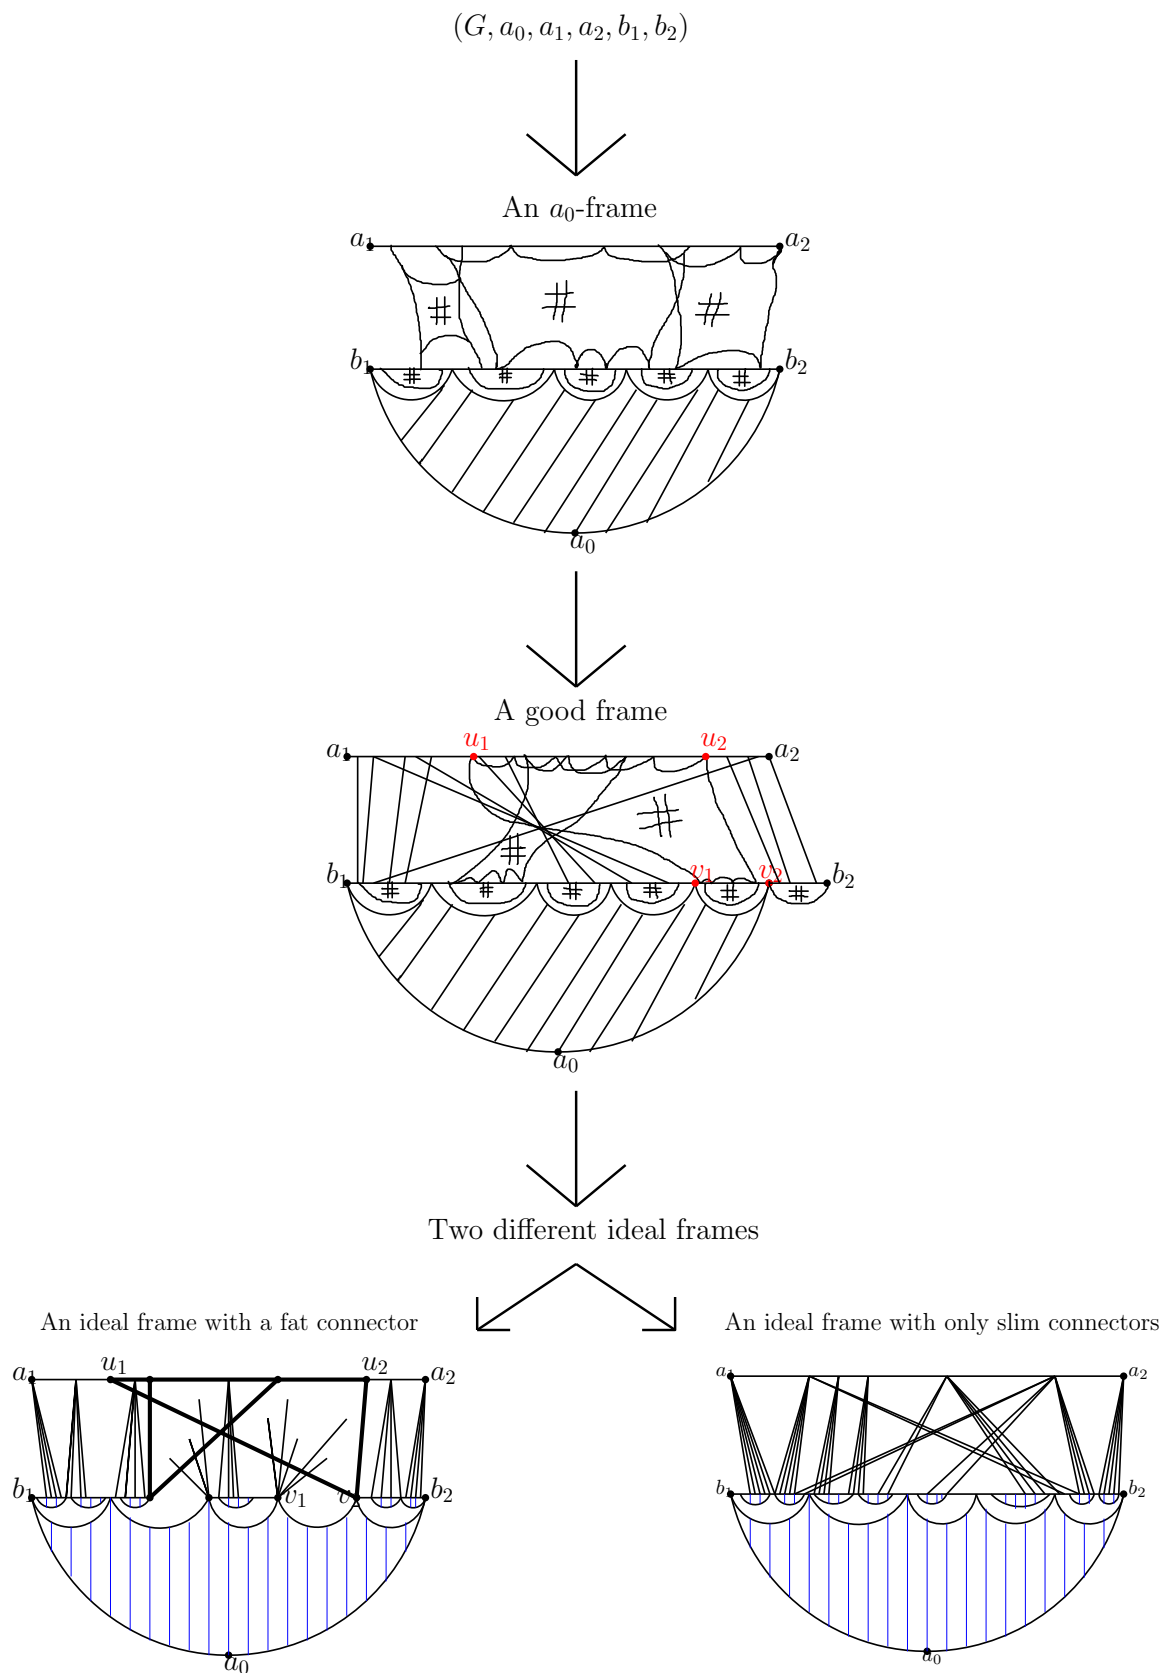 (G, a₀, a₁, a₂, b₁, b₂)
An a₀-frame
a₁ a₂
b₁ b₂
a₀
A good frame
a₁ u₁ u₂ a₂
b₁ v₁ v₂ b₂
a₀
Two different ideal frames
An ideal frame with a fat connector
a₁ u₁ u₂ a₂
b₁ v₁ v₂ b₂
a₀
An ideal frame with only slim connectors
a₁ a₂
b₁ b₂
a₀